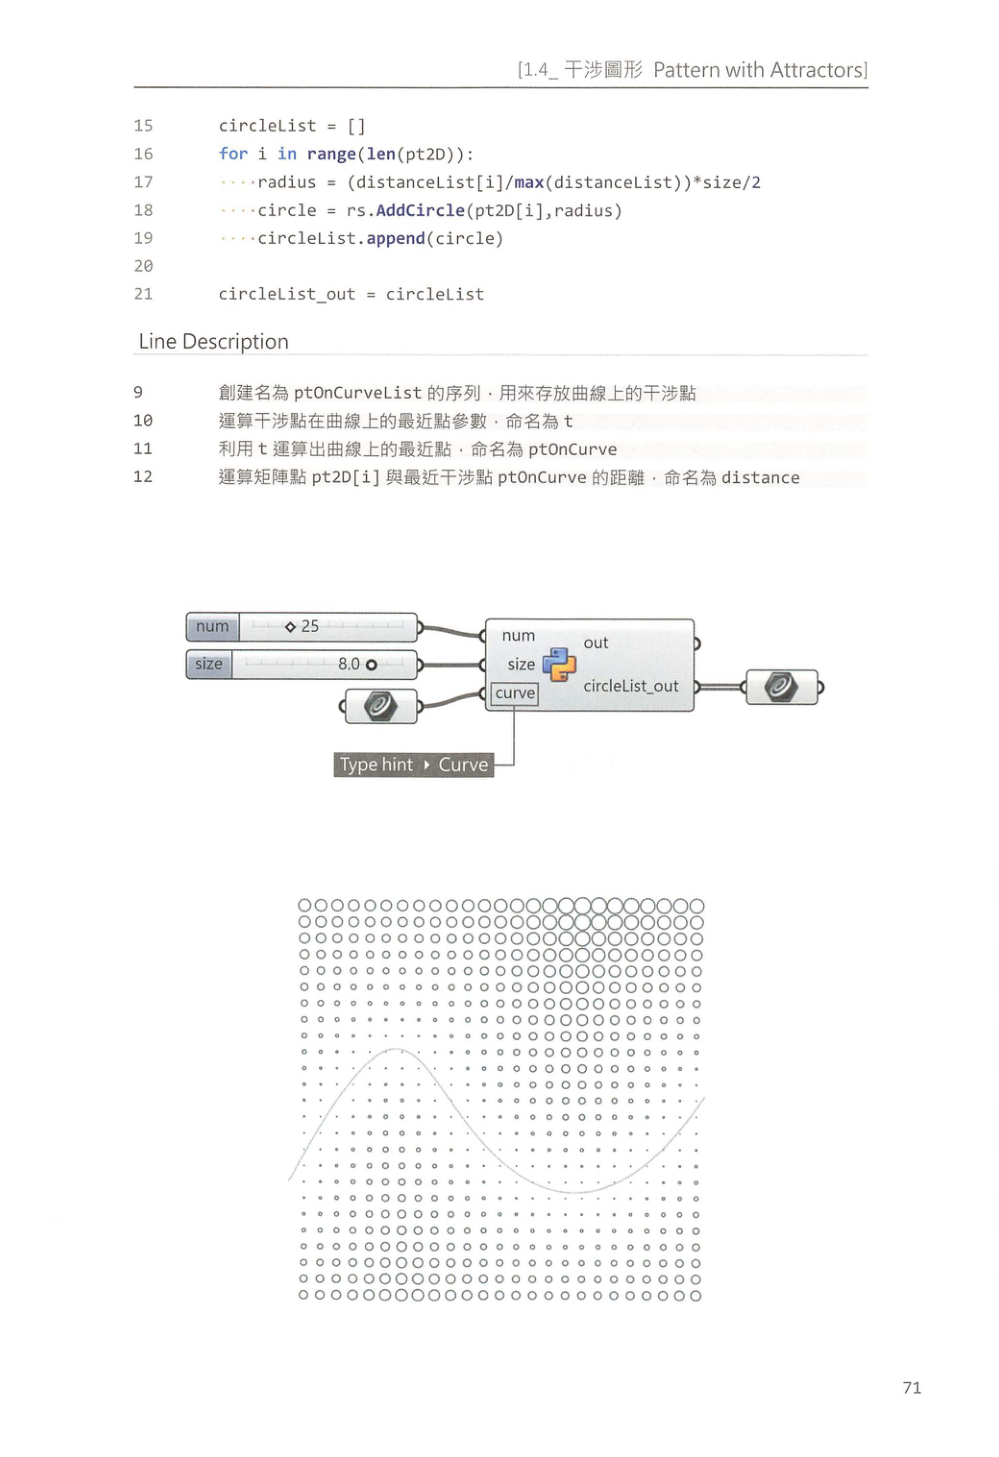 [1.4_ 干涉圖形 Pattern with Attractors]
15 circleList = []
16 for i in range(len(pt2D)):
17 ····radius = (distanceList[i]/max(distanceList))*size/2
18 ····circle = rs.AddCircle(pt2D[i],radius)
19 ····circleList.append(circle)
20
21 circleList_out = circleList
Line Description
9 創建名為 ptOnCurveList 的序列，用來存放曲線上的干涉點
10 運算干涉點在曲線上的最近點參數，命名為 t
11 利用 t 運算出曲線上的最近點，命名為 ptOnCurve
12 運算矩陣點 pt2D[i] 與最近干涉點 ptOnCurve 的距離，命名為 distance
num 25
size 8.0
num
size
curve
out
circleList_out
Type hint ‣ Curve
71